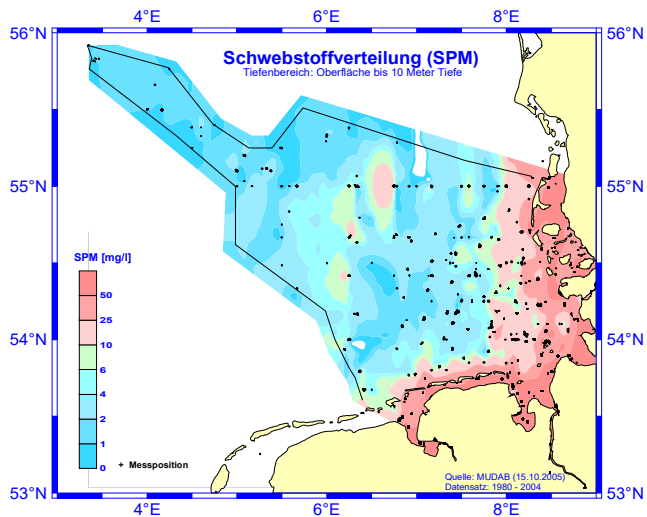 4°E
6°E
8°E
56°N
56°N
Schwebstoffverteilung (SPM)
Tiefenbereich: Oberfläche bis 10 Meter Tiefe
55°N
55°N
SPM [mg/l]
50
25
10
6
4
2
1
0
54°N
54°N
+ Messposition
Quelle: MUDAB (15.10.2005)
Datensatz: 1980 - 2004
53°N
53°N
4°E
6°E
8°E